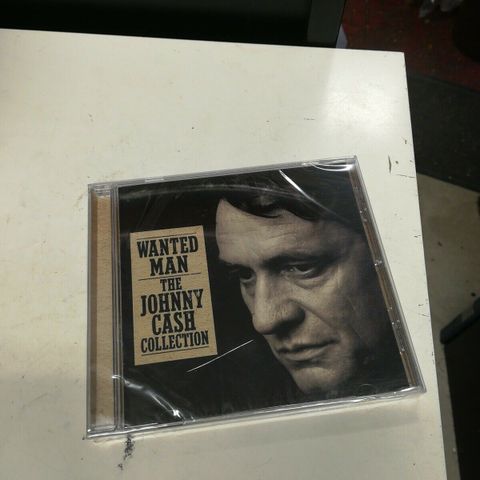 WANTED
MAN
THE
JOHNNY
CASH
COLLECTION